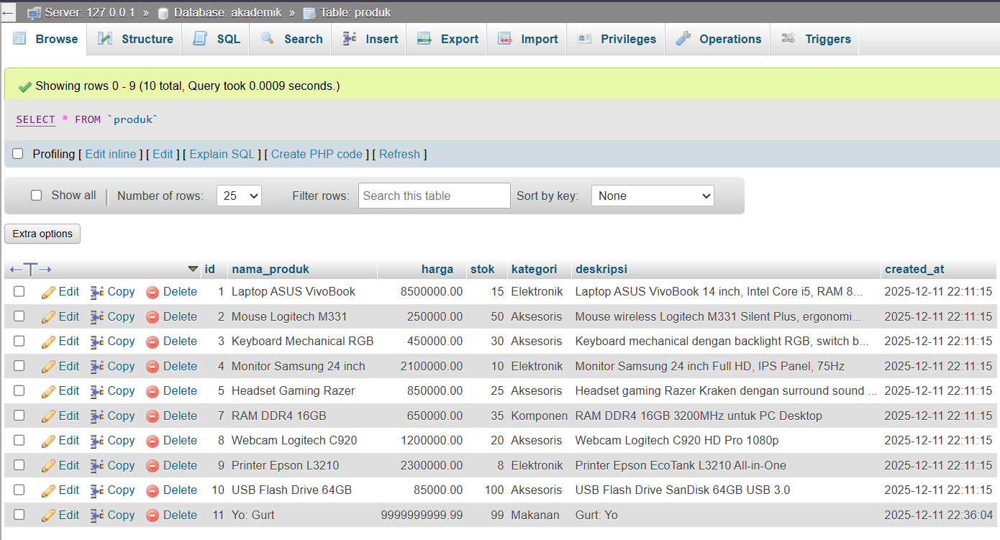 Server: 127.0.0.1 » Database: akademik » Table: produk
Browse Structure SQL Search Insert Export Import Privileges Operations Triggers
Showing rows 0 - 9 (10 total, Query took 0.0009 seconds.)
SELECT * FROM `produk`
Profiling [ Edit inline ] [ Edit ] [ Explain SQL ] [ Create PHP code ] [ Refresh ]
Show all Number of rows: 25 Filter rows: Search this table Sort by key: None
Extra options
id nama_produk harga stok kategori deskripsi created_at
Edit Copy Delete 1 Laptop ASUS VivoBook 8500000.00 15 Elektronik Laptop ASUS VivoBook 14 inch, Intel Core i5, RAM 8... 2025-12-11 22:11:15
Edit Copy Delete 2 Mouse Logitech M331 250000.00 50 Aksesoris Mouse wireless Logitech M331 Silent Plus, ergonomi... 2025-12-11 22:11:15
Edit Copy Delete 3 Keyboard Mechanical RGB 450000.00 30 Aksesoris Keyboard mechanical dengan backlight RGB, switch b... 2025-12-11 22:11:15
Edit Copy Delete 4 Monitor Samsung 24 inch 2100000.00 10 Elektronik Monitor Samsung 24 inch Full HD, IPS Panel, 75Hz 2025-12-11 22:11:15
Edit Copy Delete 5 Headset Gaming Razer 850000.00 25 Aksesoris Headset gaming Razer Kraken dengan surround sound ... 2025-12-11 22:11:15
Edit Copy Delete 7 RAM DDR4 16GB 650000.00 35 Komponen RAM DDR4 16GB 3200MHz untuk PC Desktop 2025-12-11 22:11:15
Edit Copy Delete 8 Webcam Logitech C920 1200000.00 20 Aksesoris Webcam Logitech C920 HD Pro 1080p 2025-12-11 22:11:15
Edit Copy Delete 9 Printer Epson L3210 2300000.00 8 Elektronik Printer Epson EcoTank L3210 All-in-One 2025-12-11 22:11:15
Edit Copy Delete 10 USB Flash Drive 64GB 85000.00 100 Aksesoris USB Flash Drive SanDisk 64GB USB 3.0 2025-12-11 22:11:15
Edit Copy Delete 11 Yo: Gurt 9999999999.99 99 Makanan Gurt: Yo 2025-12-11 22:36:04